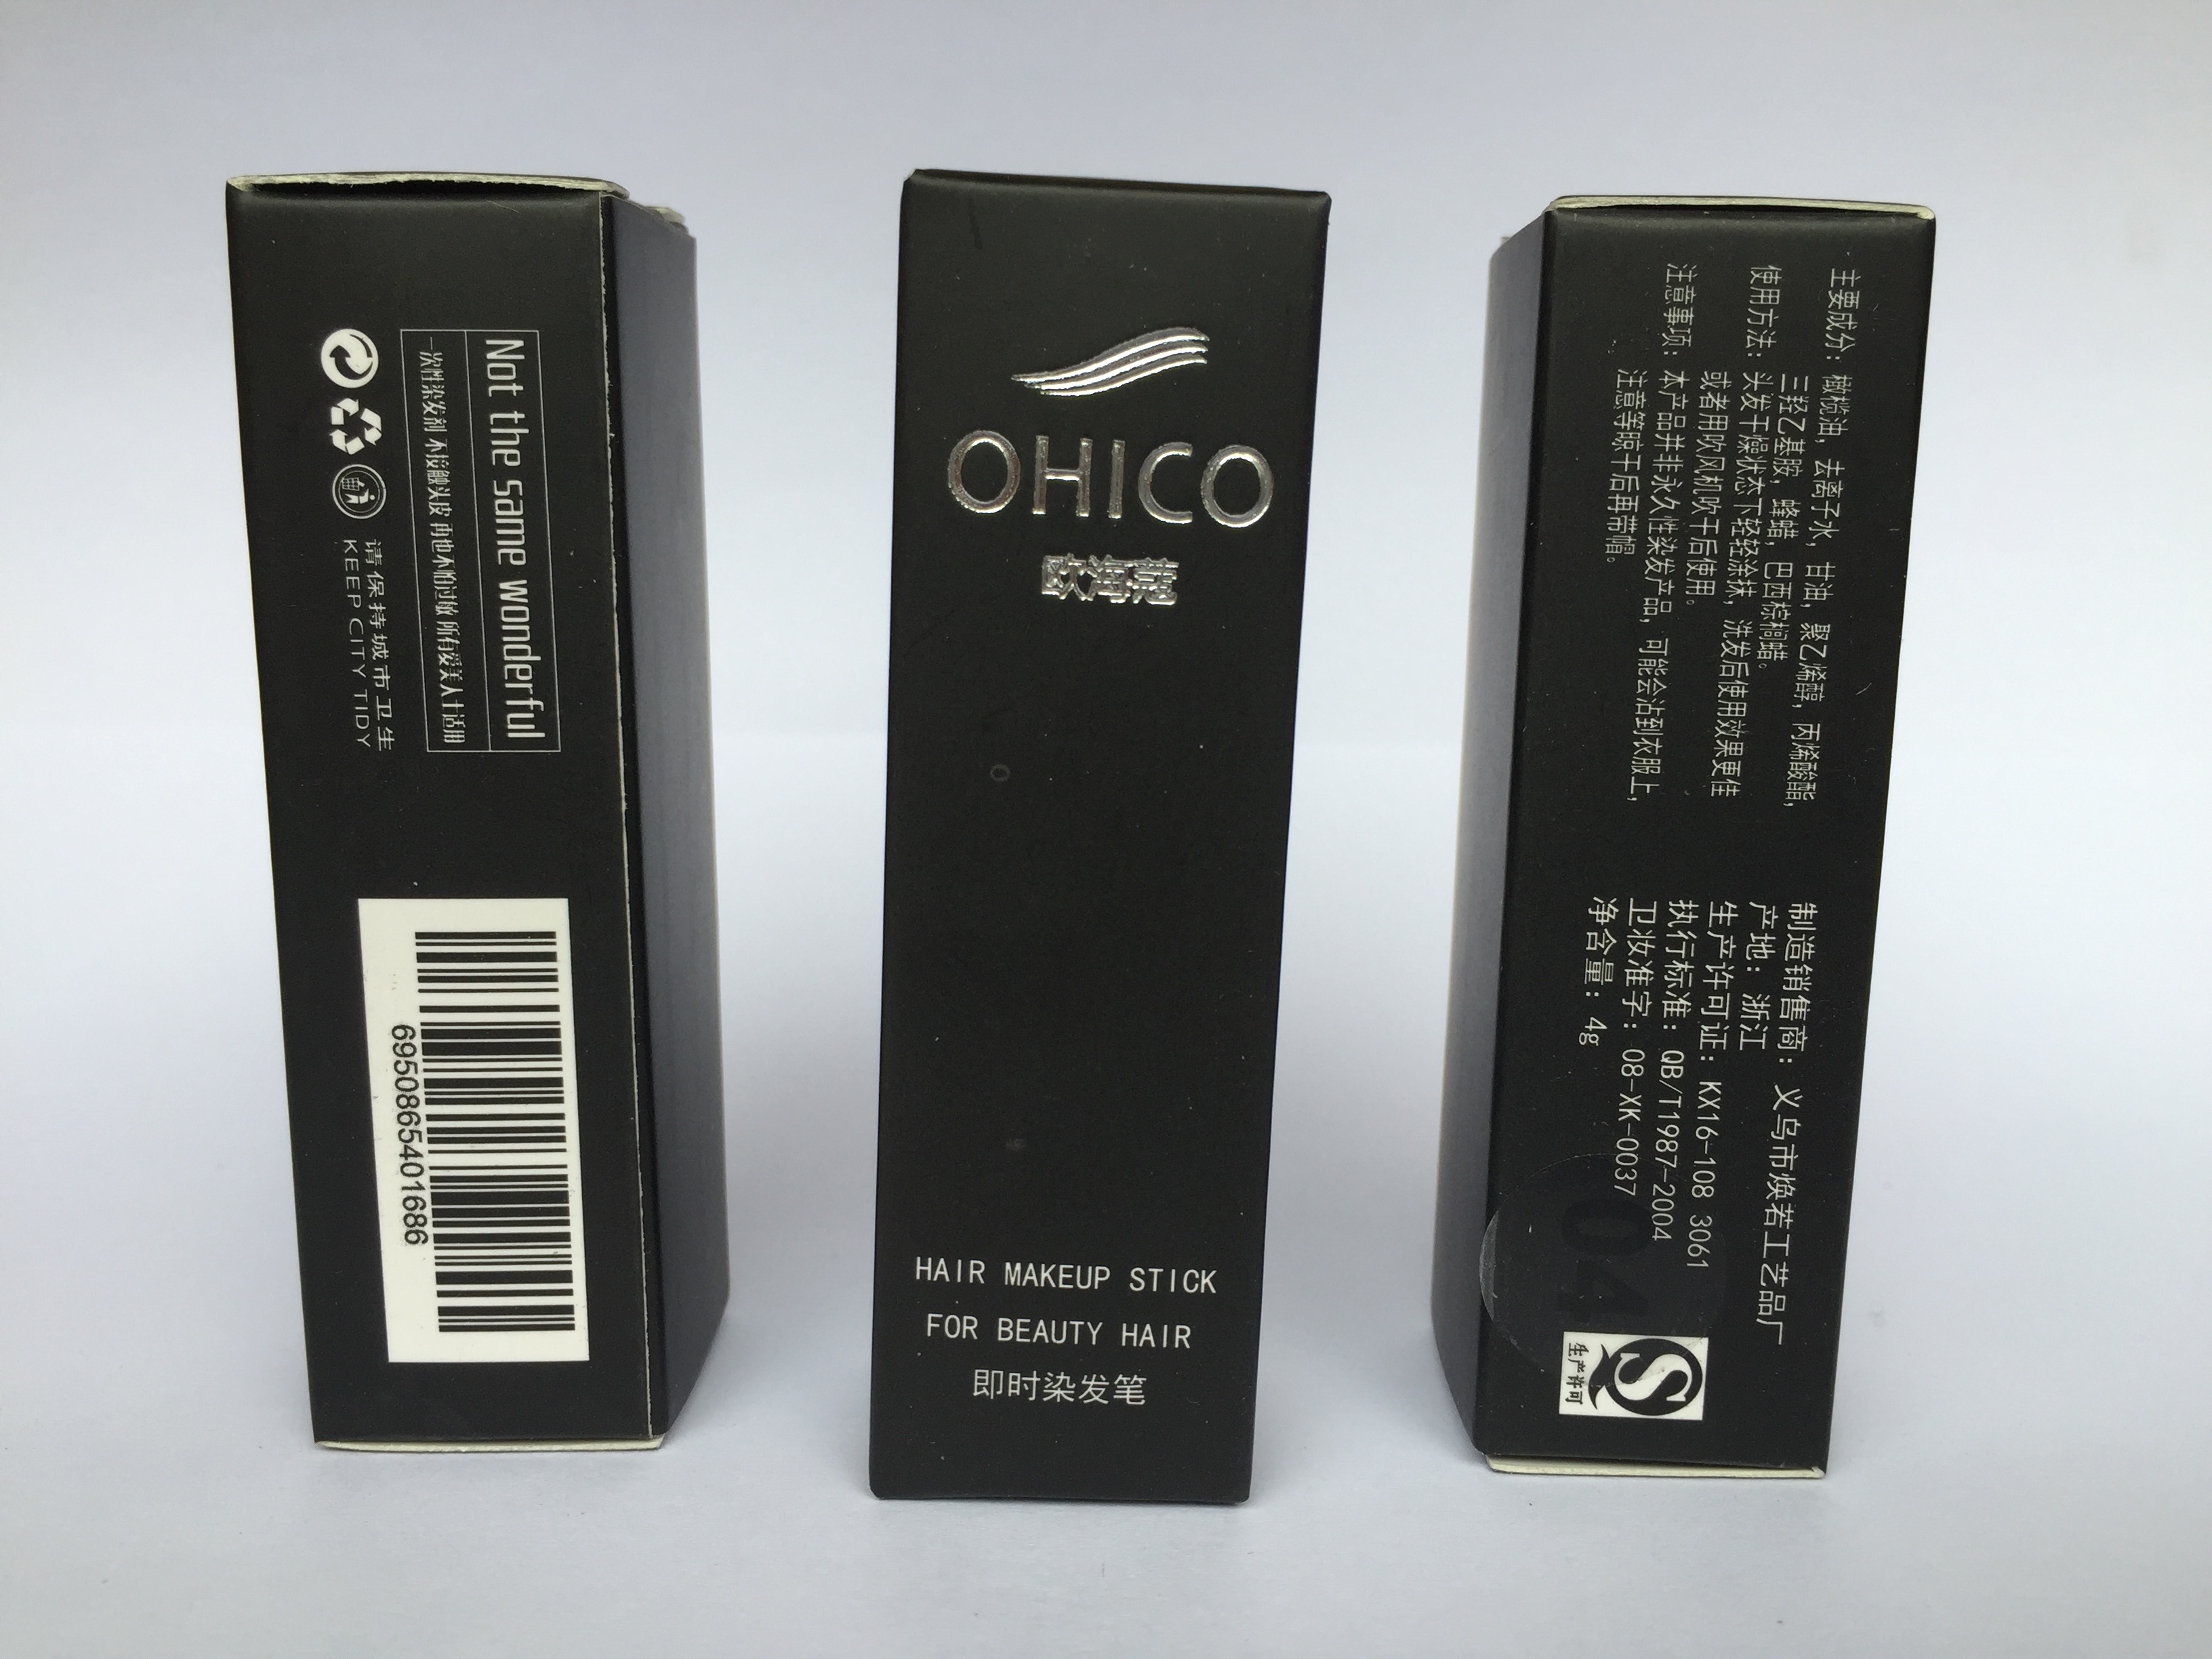 Not the same wonderful
一次性染发剂 不接触头皮 再也不怕过敏 所有爱美人士适用
请保持城市卫生
KEEP CITY TIDY
6950865401686
OHICO
欧海蔻
HAIR MAKEUP STICK
FOR BEAUTY HAIR
即时染发笔
主要成分：橄榄油，去离子水，甘油，聚乙烯醇，丙烯酸酯，
三羟乙基胺，蜂蜡，巴西棕榈蜡。
使用方法：头发干燥状态下轻轻涂抹，洗发后使用效果更佳
或者用吹风机吹干后使用。
注意事项：本产品并非永久性染发产品，可能会沾到衣服上，
注意等晾干后再带帽。
制造销售商：义乌市焕若工艺品厂
产地：浙江
生产许可证：KX16-108 3061
执行标准：QB/T1987-2004
卫妆准字：08-XK-0037
净含量：4g
04
生产许可